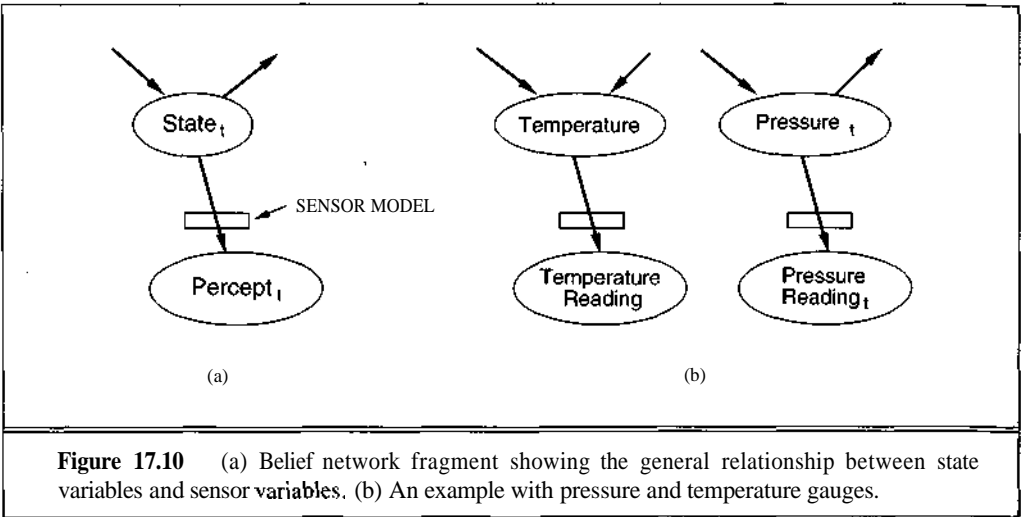 State t
Temperature
Pressure t
SENSOR MODEL
Percept t
Temperature
Reading
Pressure
Reading t
(a)
(b)
Figure 17.10 (a) Belief network fragment showing the general relationship between state
variables and sensor variables. (b) An example with pressure and temperature gauges.